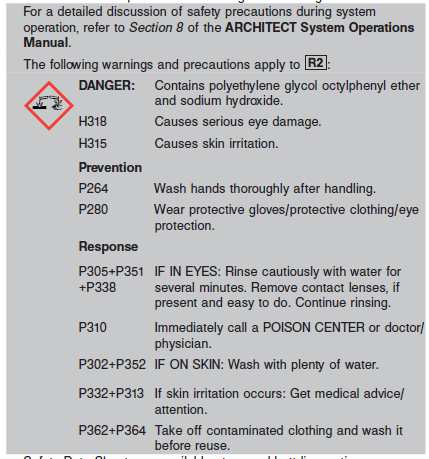 For a detailed discussion of safety precautions during system
operation, refer to Section 8 of the ARCHITECT System Operations
Manual.
The following warnings and precautions apply to R2:
DANGER: Contains polyethylene glycol octylphenyl ether
and sodium hydroxide.
H318 Causes serious eye damage.
H315 Causes skin irritation.
Prevention
P264 Wash hands thoroughly after handling.
P280 Wear protective gloves/protective clothing/eye
protection.
Response
P305+P351 IF IN EYES: Rinse cautiously with water for
+P338 several minutes. Remove contact lenses, if
present and easy to do. Continue rinsing.
P310 Immediately call a POISON CENTER or doctor/
physician.
P302+P352 IF ON SKIN: Wash with plenty of water.
P332+P313 If skin irritation occurs: Get medical advice/
attention.
P362+P364 Take off contaminated clothing and wash it
before reuse.